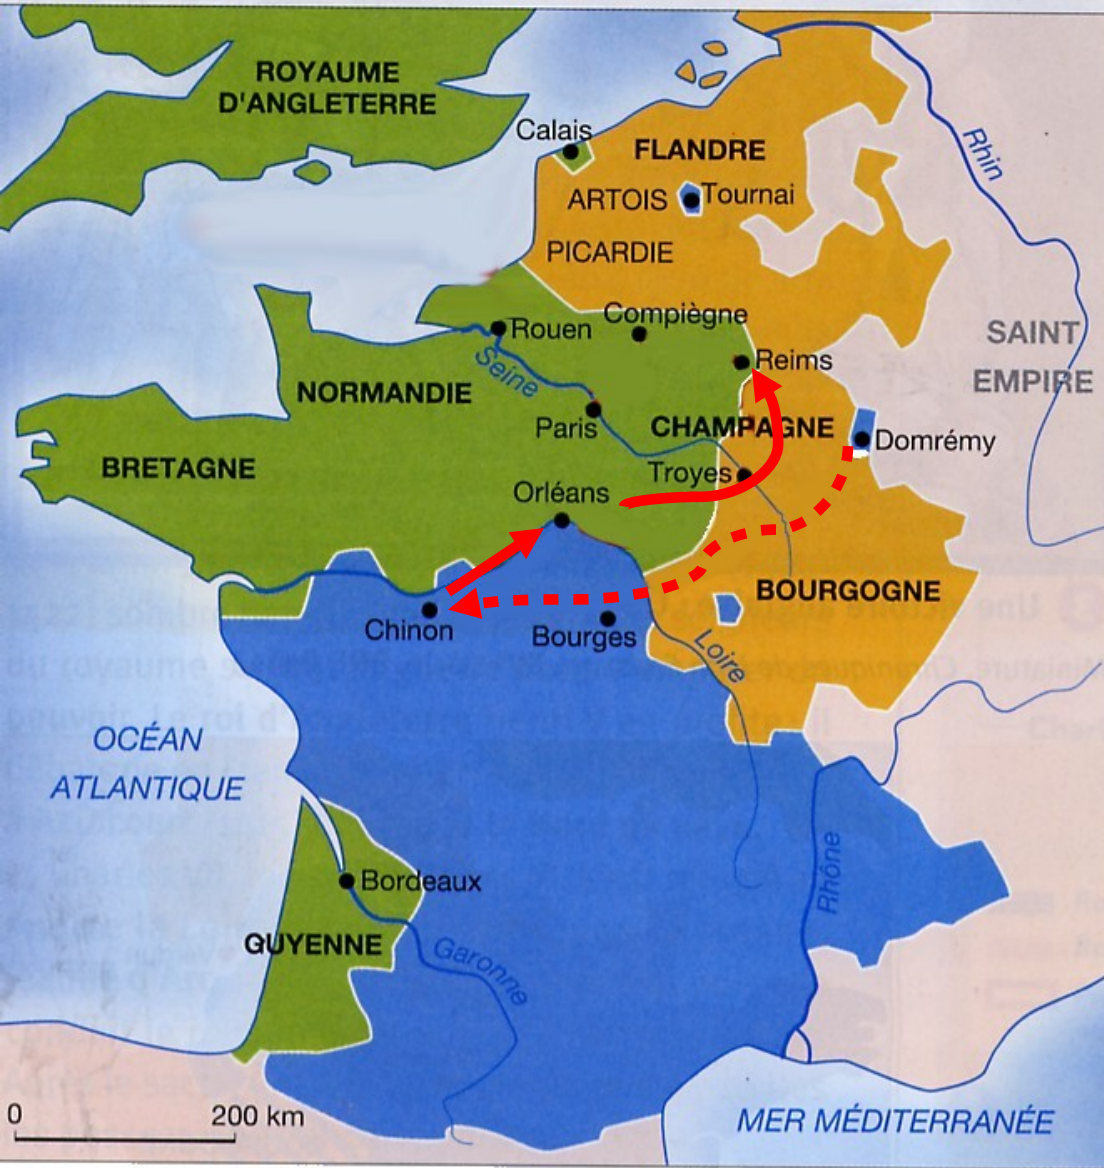 ROYAUME
D'ANGLETERRE
Calais
FLANDRE
ARTOIS
Tournai
PICARDIE
Rhin
Compiègne
Rouen
Seine
Reims
SAINT
EMPIRE
NORMANDIE
Paris
CHAMPAGNE
Domrémy
BRETAGNE
Troyes
Orléans
BOURGOGNE
Chinon
Bourges
Loire
OCÉAN
ATLANTIQUE
Rhône
Bordeaux
GUYENNE
Garonne
0
200 km
MER MÉDITERRANÉE